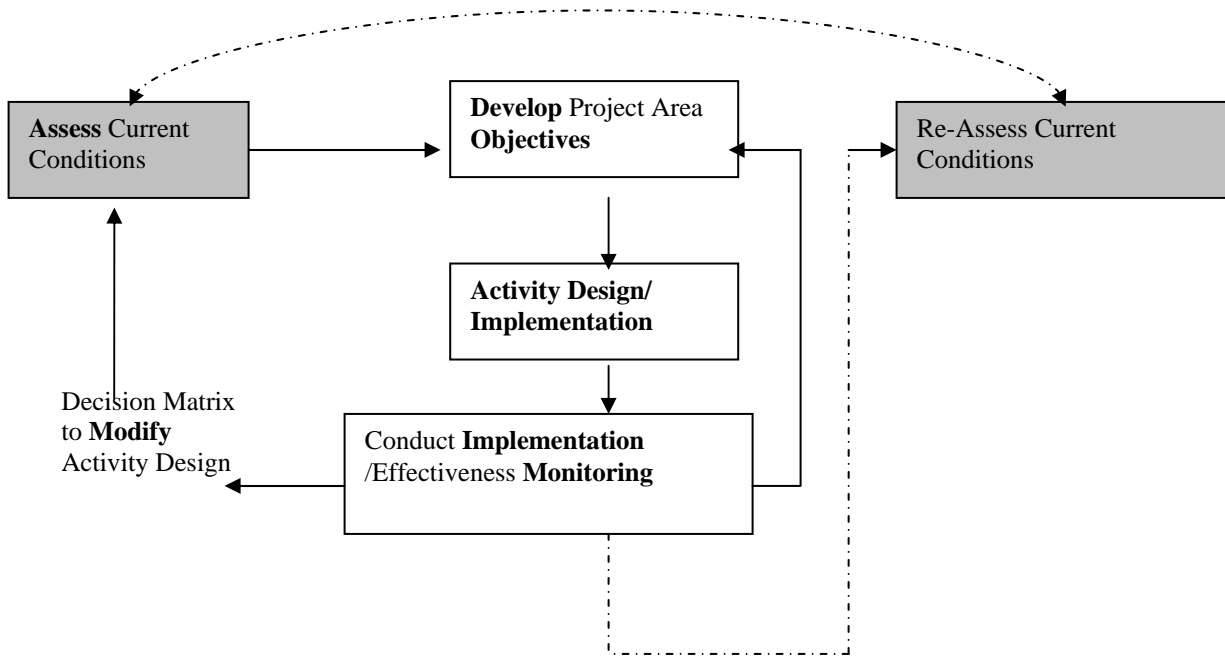 Assess Current
Conditions
Develop Project Area
Objectives
Re-Assess Current
Conditions
Activity Design/
Implementation
Decision Matrix
to Modify
Activity Design
Conduct Implementation
/Effectiveness Monitoring